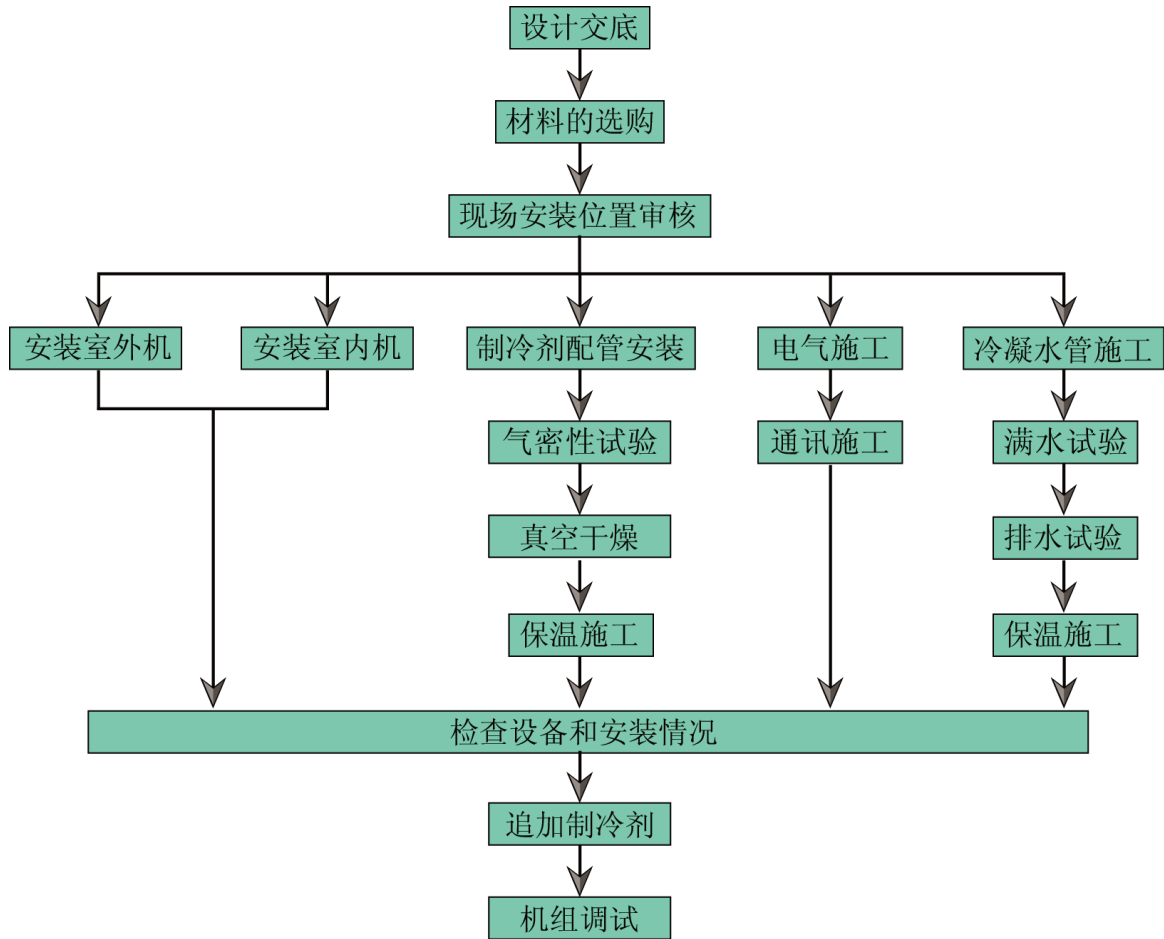 设计交底
材料的选购
现场安装位置审核
安装室外机
安装室内机
制冷剂配管安装
电气施工
冷凝水管施工
气密性试验
通讯施工
满水试验
真空干燥
排水试验
保温施工
保温施工
检查设备和安装情况
追加制冷剂
机组调试